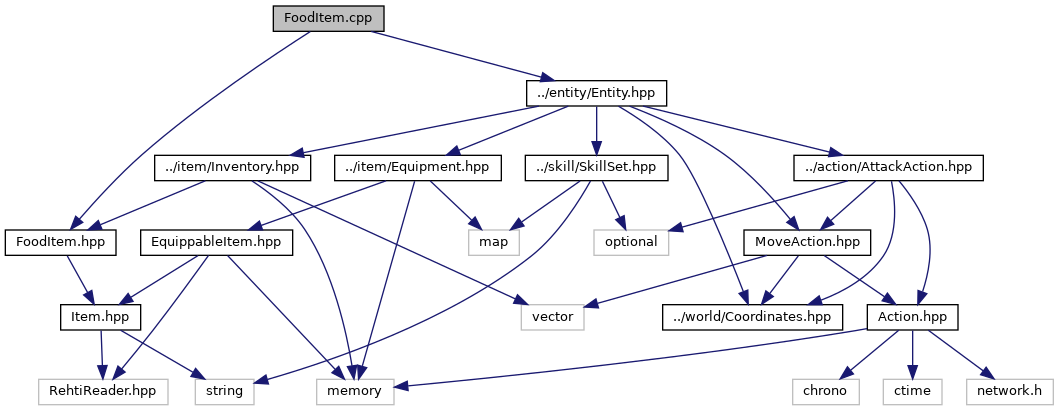 FoodItem.cpp
../entity/Entity.hpp
../item/Inventory.hpp
../item/Equipment.hpp
../skill/SkillSet.hpp
../action/AttackAction.hpp
FoodItem.hpp
EquippableItem.hpp
map
optional
MoveAction.hpp
Item.hpp
vector
../world/Coordinates.hpp
Action.hpp
RehtiReader.hpp
string
memory
chrono
ctime
network.h